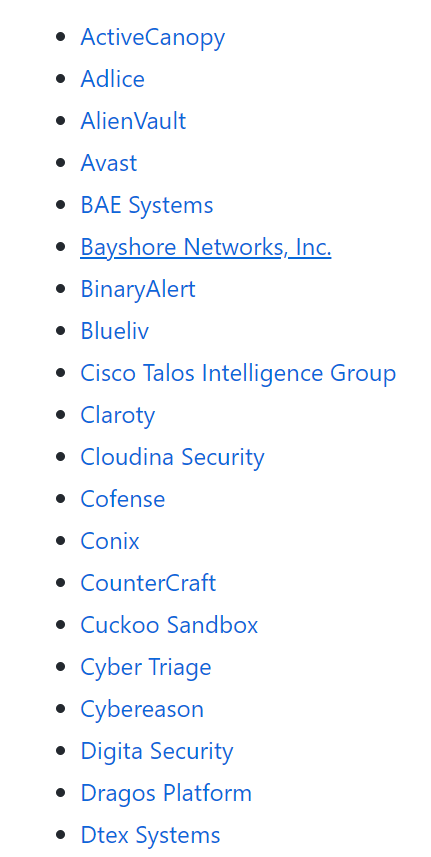 ActiveCanopy
Adlice
AlienVault
Avast
BAE Systems
Bayshore Networks, Inc.
BinaryAlert
Blueliv
Cisco Talos Intelligence Group
Claroty
Cloudina Security
Cofense
Conix
CounterCraft
Cuckoo Sandbox
Cyber Triage
Cybereason
Digita Security
Dragos Platform
Dtex Systems